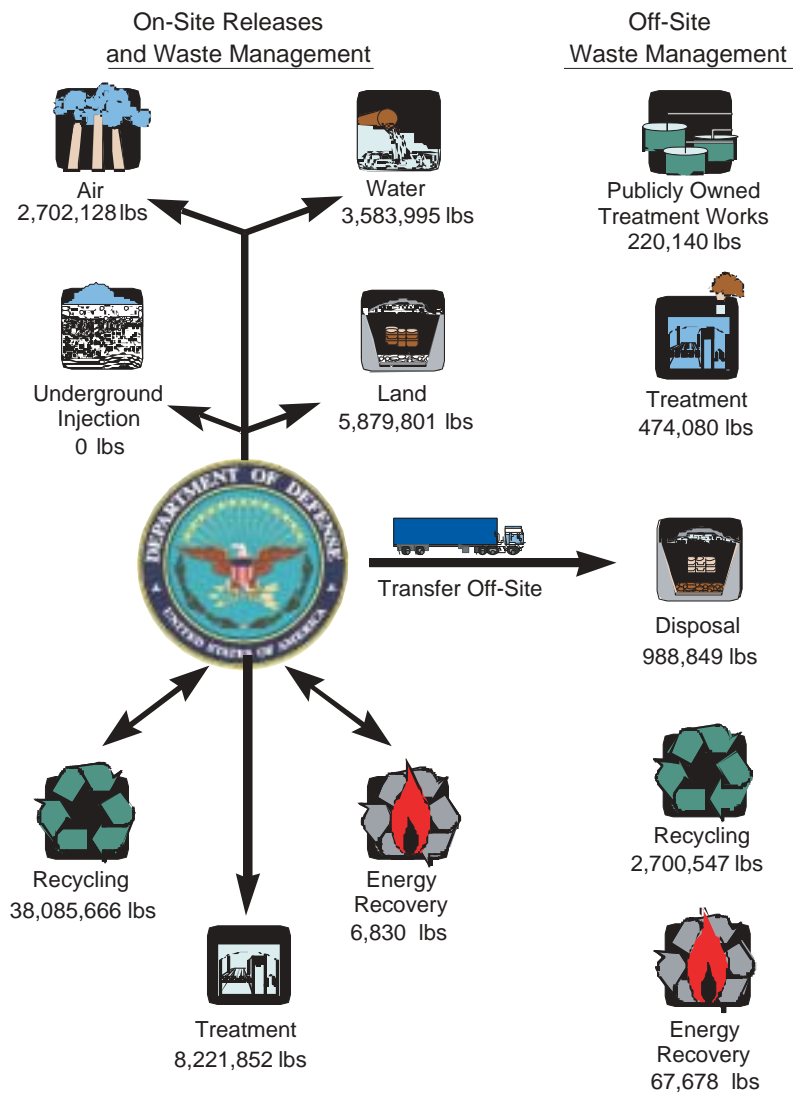 On-Site Releases
and Waste Management
Off-Site
Waste Management
Air
2,702,128 lbs
Water
3,583,995 lbs
Publicly Owned
Treatment Works
220,140 lbs
Underground
Injection
0 lbs
Land
5,879,801 lbs
Treatment
474,080 lbs
DEPARTMENT OF DEFENSE
UNITED STATES OF AMERICA
Transfer Off-Site
Disposal
988,849 lbs
Recycling
38,085,666 lbs
Energy
Recovery
6,830 lbs
Recycling
2,700,547 lbs
Treatment
8,221,852 lbs
Energy
Recovery
67,678 lbs